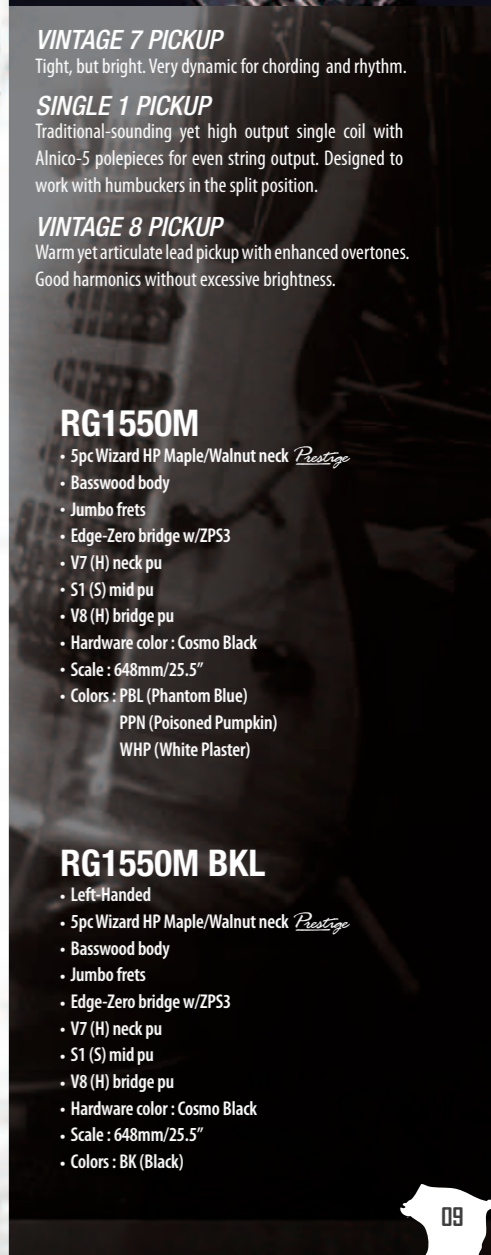 VINTAGE 7 PICKUP
Tight, but bright. Very dynamic for chording and rhythm.
SINGLE 1 PICKUP
Traditional-sounding yet high output single coil with
Alnico-5 polepieces for even string output. Designed to
work with humbuckers in the split position.
VINTAGE 8 PICKUP
Warm yet articulate lead pickup with enhanced overtones.
Good harmonics without excessive brightness.
RG1550M
• 5pc Wizard HP Maple/Walnut neck Prestige
• Basswood body
• Jumbo frets
• Edge-Zero bridge w/ZPS3
• V7 (H) neck pu
• S1 (S) mid pu
• V8 (H) bridge pu
• Hardware color : Cosmo Black
• Scale : 648mm/25.5”
• Colors : PBL (Phantom Blue)
PPN (Poisoned Pumpkin)
WHP (White Plaster)
RG1550M BKL
• Left-Handed
• 5pc Wizard HP Maple/Walnut neck Prestige
• Basswood body
• Jumbo frets
• Edge-Zero bridge w/ZPS3
• V7 (H) neck pu
• S1 (S) mid pu
• V8 (H) bridge pu
• Hardware color : Cosmo Black
• Scale : 648mm/25.5”
• Colors : BK (Black)
09